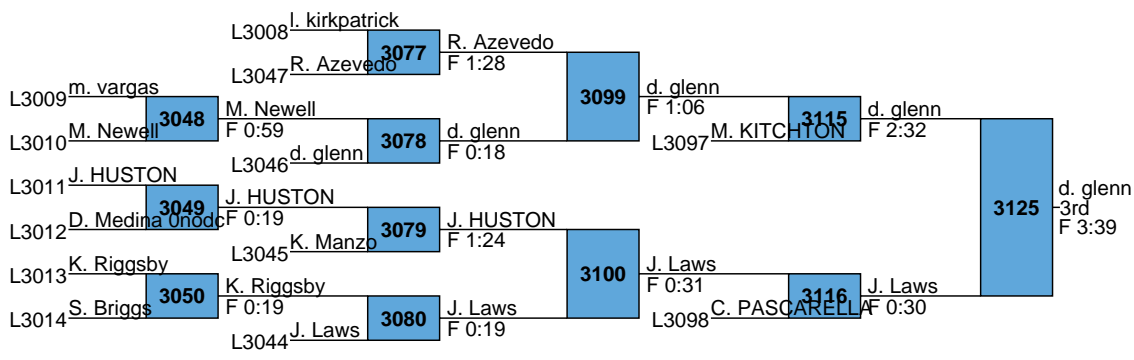 L3008 l. kirkpatrick
3077
R. Azevedo
F 1:28
L3047 R. Azevedo
L3009 m. vargas
3048
M. Newell
F 0:59
L3010 M. Newell
3078
d. glenn
F 0:18
L3046 d. glenn
3099
d. glenn
F 1:06
3115
d. glenn
F 2:32
L3097 M. KITCHTON
L3011 J. HUSTON
3049
J. HUSTON
F 0:19
L3012 D. Medina 0nodc
3079
J. HUSTON
F 1:24
L3045 K. Manzo
3125
d. glenn
3rd
F 3:39
L3013 K. Riggsby
3050
K. Riggsby
F 0:19
L3014 S. Briggs
3080
J. Laws
F 0:19
L3044 J. Laws
3100
J. Laws
F 0:31
3116
J. Laws
F 0:30
L3098 C. PASCARELLA